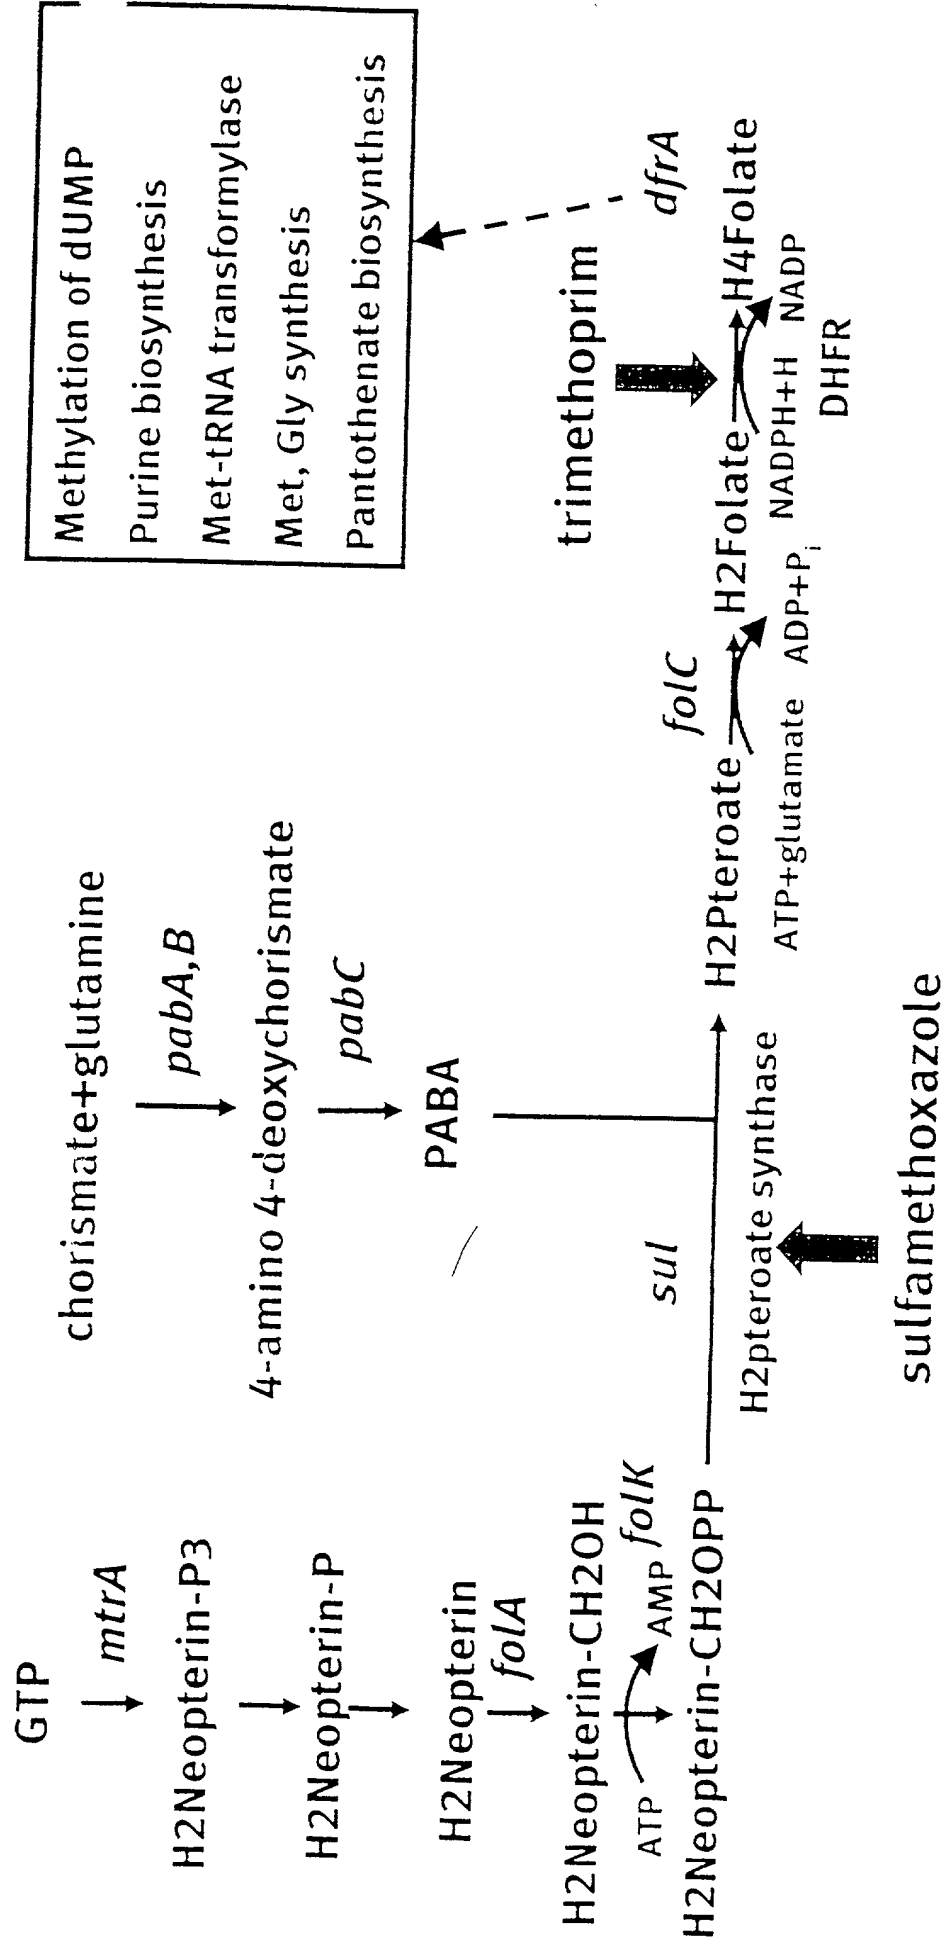 GTP
mtrA
H2Neopterin-P3
H2Neopterin-P
H2Neopterin
folA
H2Neopterin-CH2OH
ATP
AMP
folK
H2Neopterin-CH2OPP
chorismate+glutamine
pabA,B
4-amino 4-deoxychorismate
pabC
PABA
sul
H2pteroate synthase
sulfamethoxazole
H2Pteroate
folC
ATP+glutamate
ADP+Pi
H2Folate
trimethoprim
NADPH+H
NADP
DHFR
H4Folate
dfrA
Methylation of dUMP
Purine biosynthesis
Met-tRNA transformylase
Met, Gly synthesis
Pantothenate biosynthesis